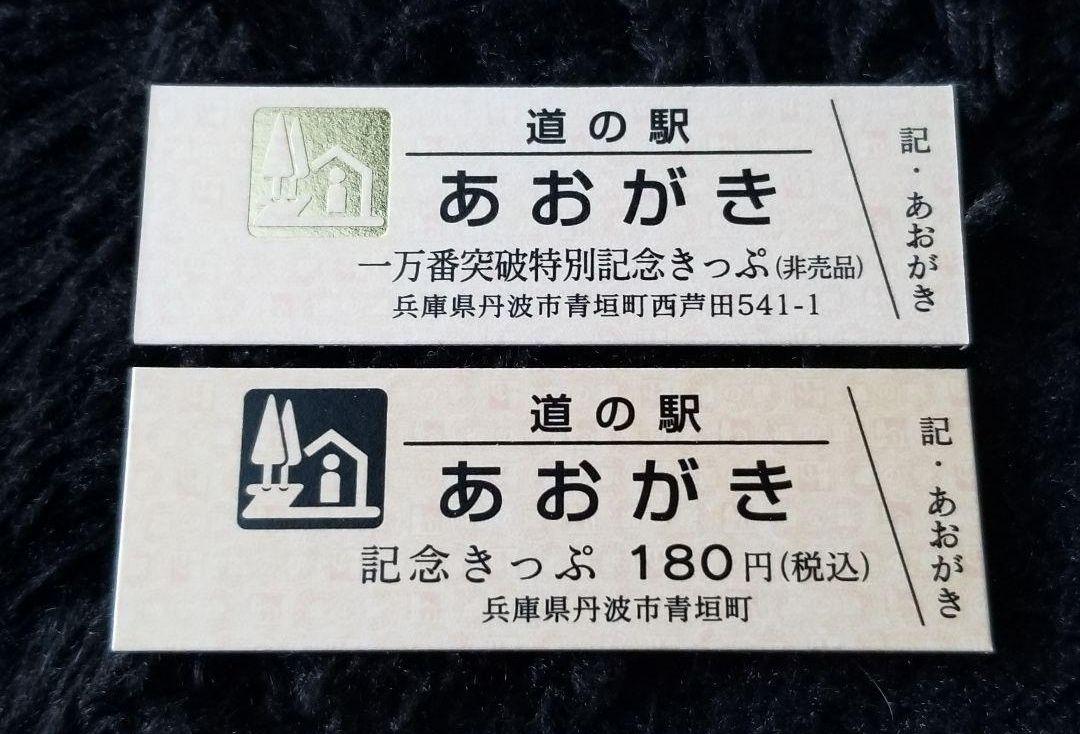 道の駅
あおがき
一万番突破特別記念きっぷ(非売品)
兵庫県丹波市青垣町西芦田541-1
記・あおがき
道の駅
あおがき
記念きっぷ 180円(税込)
兵庫県丹波市青垣町
記・あおがき